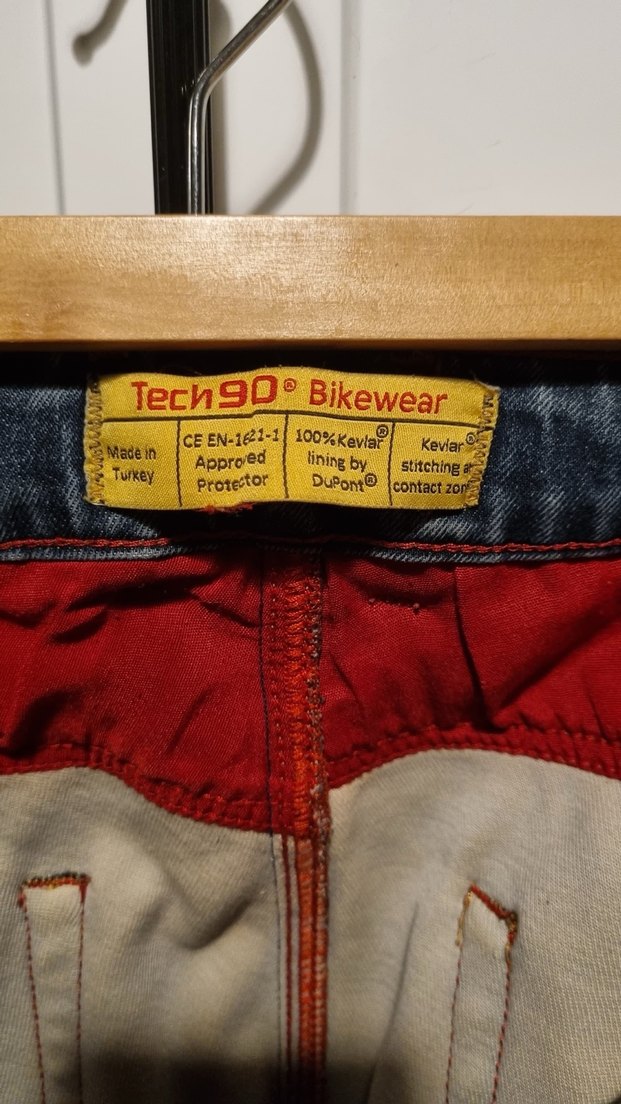 Tech90® Bikewear
Made in
Turkey
CE EN-1621-1
Approved
Protector
100%Kevlar®
lining by
DuPont®
Kevlar®
stitching at
contact